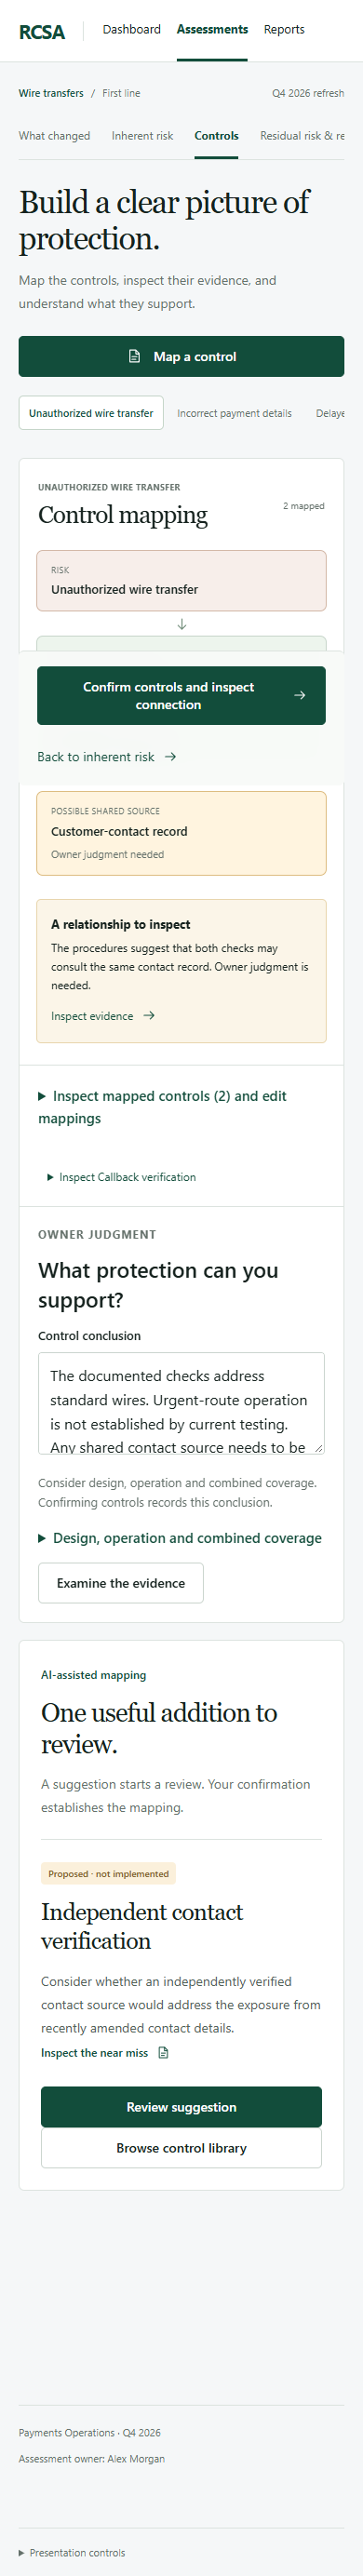 RCSA
Dashboard
Assessments
Reports
Wire transfers / First line
Q4 2026 refresh
What changed
Inherent risk
Controls
Residual risk & re
Build a clear picture of
protection.
Map the controls, inspect their evidence, and
understand what they support.
Map a control
Unauthorized wire transfer
Incorrect payment details
Delaye
UNAUTHORIZED WIRE TRANSFER
Control mapping
2 mapped
RISK
Unauthorized wire transfer
↓
Confirm controls and inspect
connection →
Back to inherent risk →
POSSIBLE SHARED SOURCE
Customer-contact record
Owner judgment needed
A relationship to inspect
The procedures suggest that both checks may
consult the same contact record. Owner judgment is
needed.
Inspect evidence →
▶ Inspect mapped controls (2) and edit
mappings
▶ Inspect Callback verification
OWNER JUDGMENT
What protection can you
support?
Control conclusion
The documented checks address
standard wires. Urgent-route operation
is not established by current testing.
Any shared contact source needs to be
Consider design, operation and combined coverage.
Confirming controls records this conclusion.
▶ Design, operation and combined coverage
Examine the evidence
AI-assisted mapping
One useful addition to
review.
A suggestion starts a review. Your confirmation
establishes the mapping.
Proposed · not implemented
Independent contact
verification
Consider whether an independently verified
contact source would address the exposure from
recently amended contact details.
Inspect the near miss
Review suggestion
Browse control library
Payments Operations · Q4 2026
Assessment owner: Alex Morgan
▶ Presentation controls